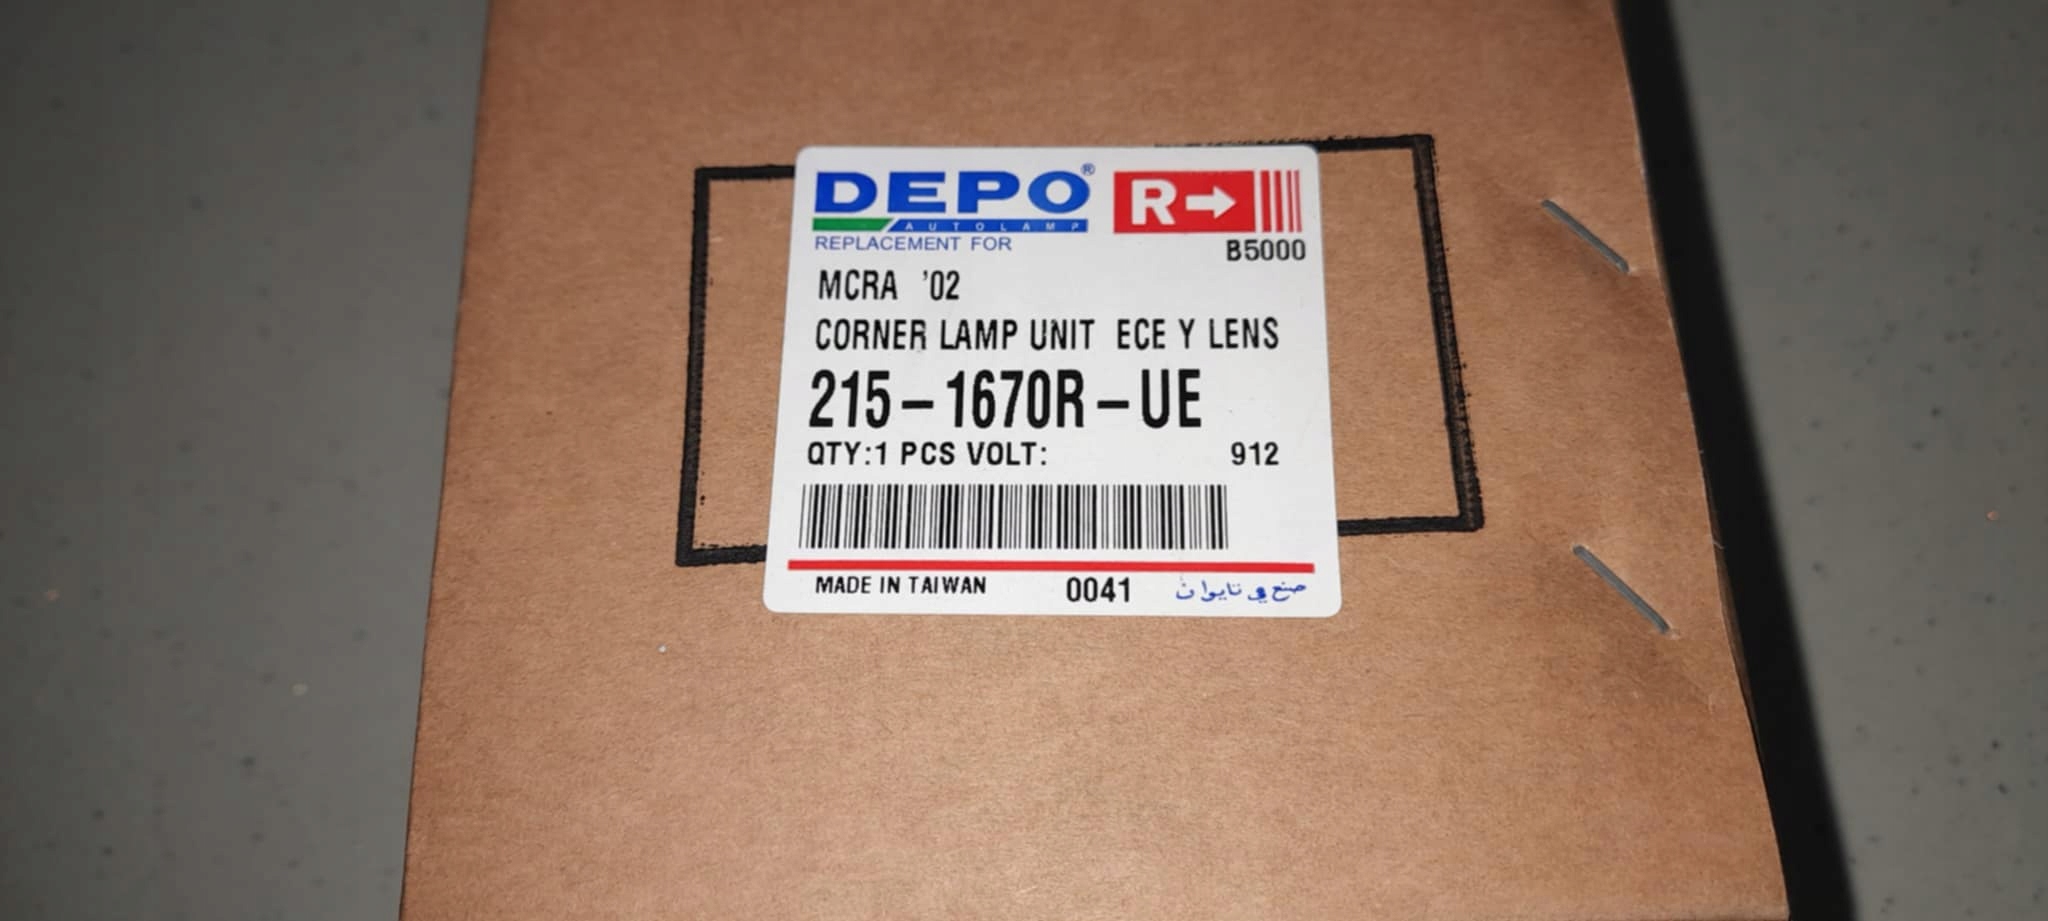 DEPO®
R→
AUTOLAMP
REPLACEMENT FOR
B5000
MCRA '02
CORNER LAMP UNIT ECE Y LENS
215-1670R-UE
QTY:1 PCS VOLT: 912
MADE IN TAIWAN 0041 صنع في تايوان